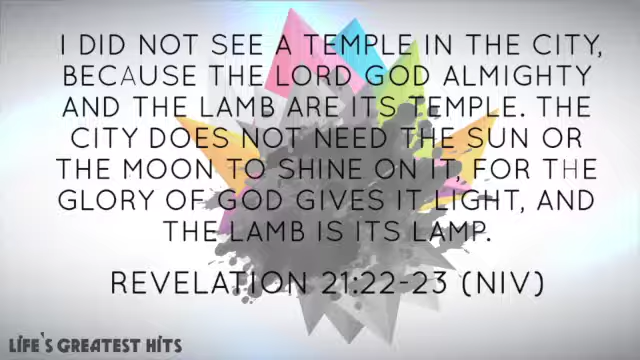 I DID NOT SEE A TEMPLE IN THE CITY,
BECAUSE THE LORD GOD ALMIGHTY
AND THE LAMB ARE ITS TEMPLE. THE
CITY DOES NOT NEED THE SUN OR
THE MOON TO SHINE ON IT, FOR THE
GLORY OF GOD GIVES IT LIGHT, AND
THE LAMB IS ITS LAMP.
REVELATION 21:22-23 (NIV)
LIFE`S GREATEST HITS